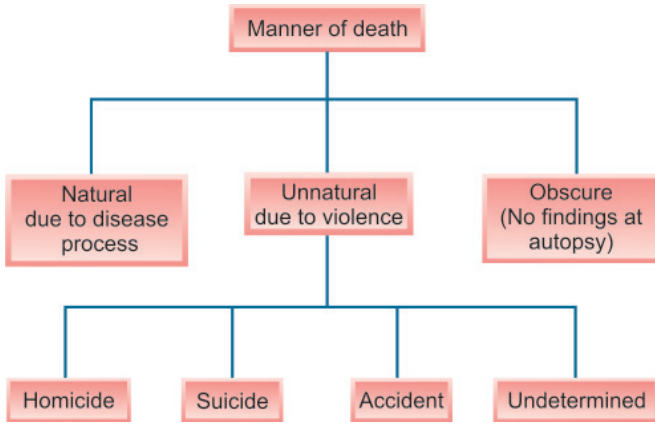 Manner of death
Natural
due to disease
process
Unnatural
due to violence
Obscure
(No findings at
autopsy)
Homicide
Suicide
Accident
Undetermined